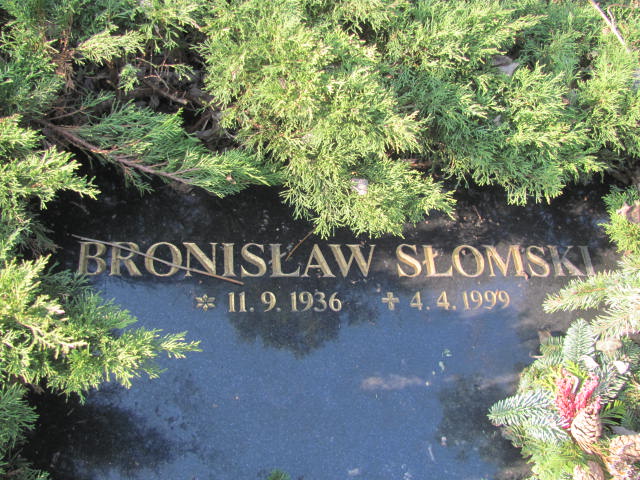 BRONISŁAW SŁOMSKI
* 11. 9. 1936 ✝ 4. 4. 1999